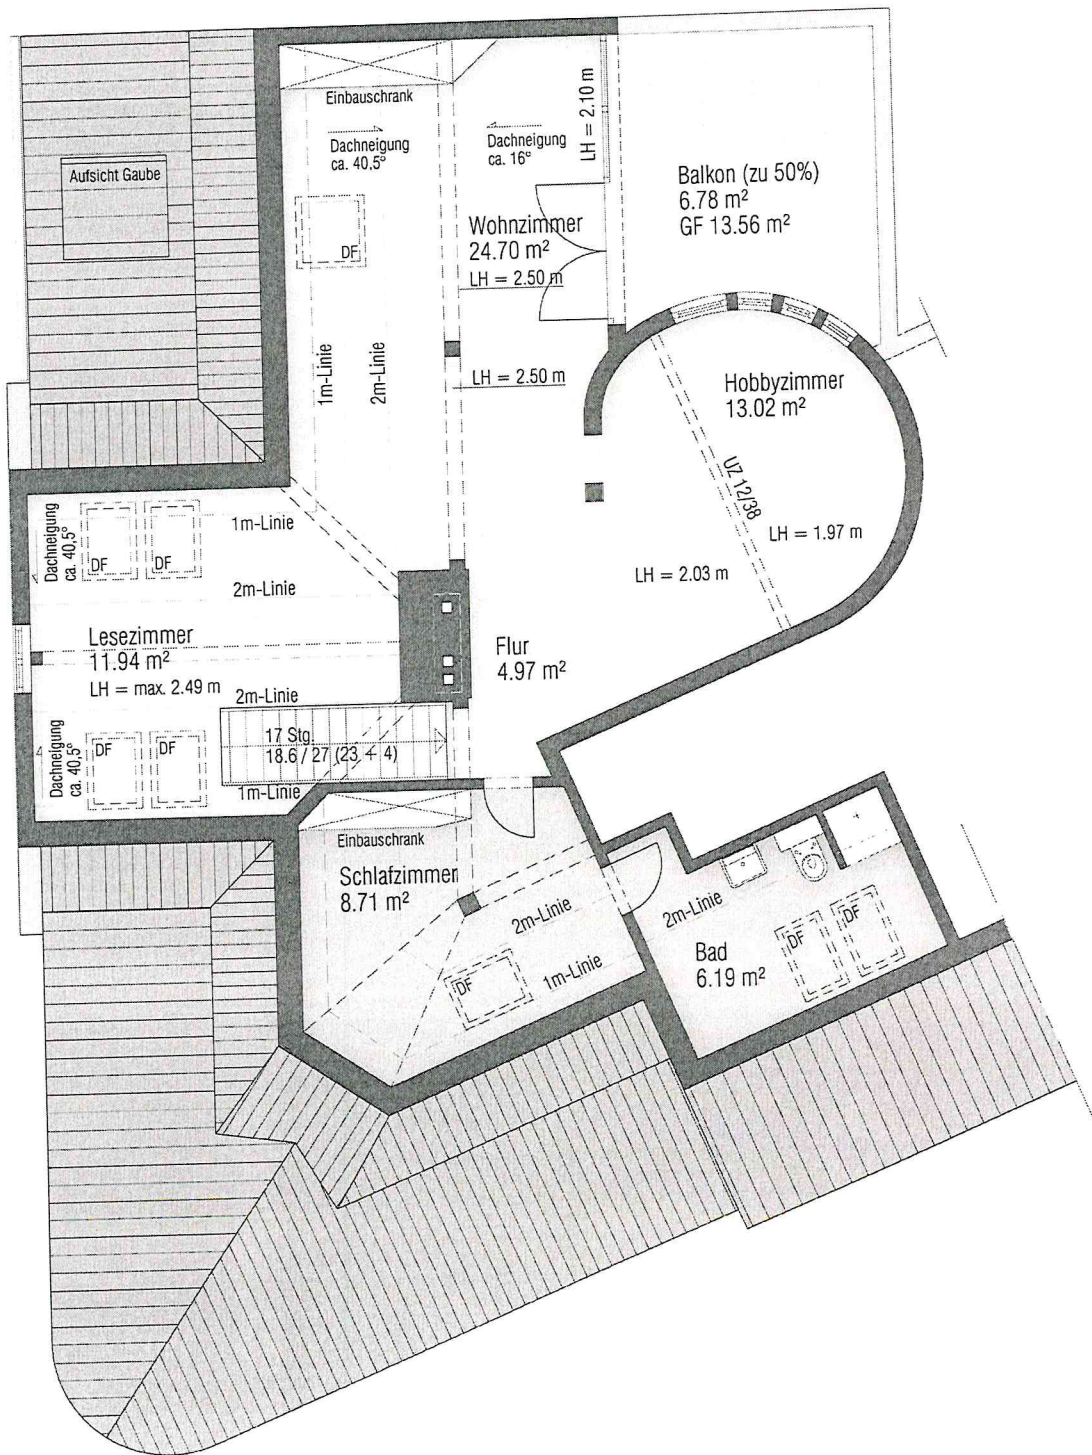 Einbauschrank
Dachneigung
ca. 40,5°
Dachneigung
ca. 16°
LH = 2.10 m
Aufsicht Gaube
Balkon (zu 50%)
6.78 m²
GF 13.56 m²
DF
Wohnzimmer
24.70 m²
LH = 2.50 m
1m-Linie
2m-Linie
LH = 2.50 m
Hobbyzimmer
13.02 m²
UZ 12/38
LH = 1.97 m
LH = 2.03 m
Dachneigung
ca. 40,5°
DF
DF
1m-Linie
2m-Linie
Lesezimmer
11.94 m²
LH = max. 2.49 m
2m-Linie
Flur
4.97 m²
Dachneigung
ca. 40,5°
DF
DF
17 Stg.
18.6 / 27 (23 + 4)
1m-Linie
Einbauschrank
Schlafzimmer
8.71 m²
2m-Linie
1m-Linie
DF
2m-Linie
Bad
6.19 m²
DF
DF